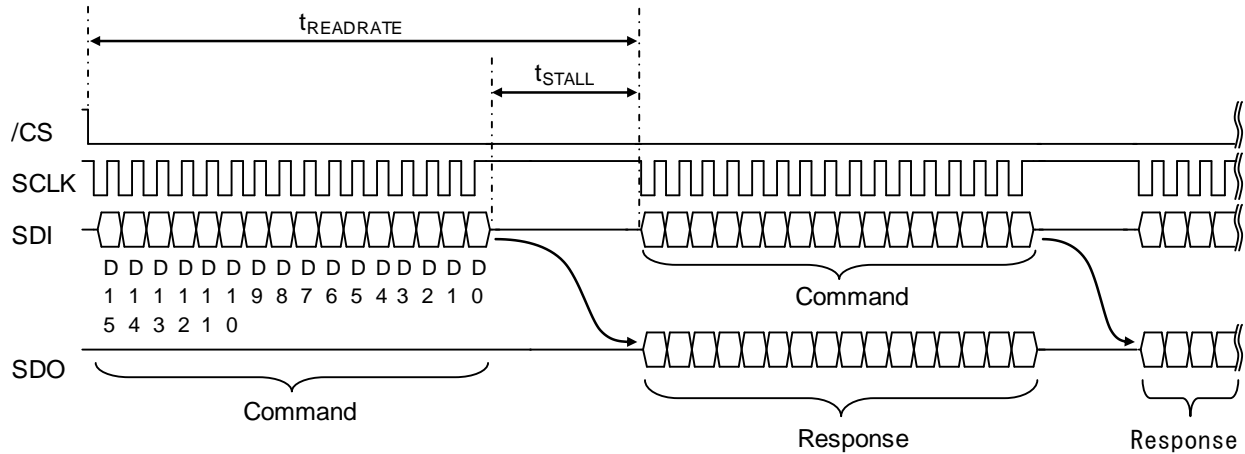 tREADRATE
tSTALL
/CS
SCLK
SDI
D D D D D D D D D D D D D D D D
1 1 1 1 1 1 9 8 7 6 5 4 3 2 1 0
5 4 3 2 1 0
Command
SDO
Command
Response
Response